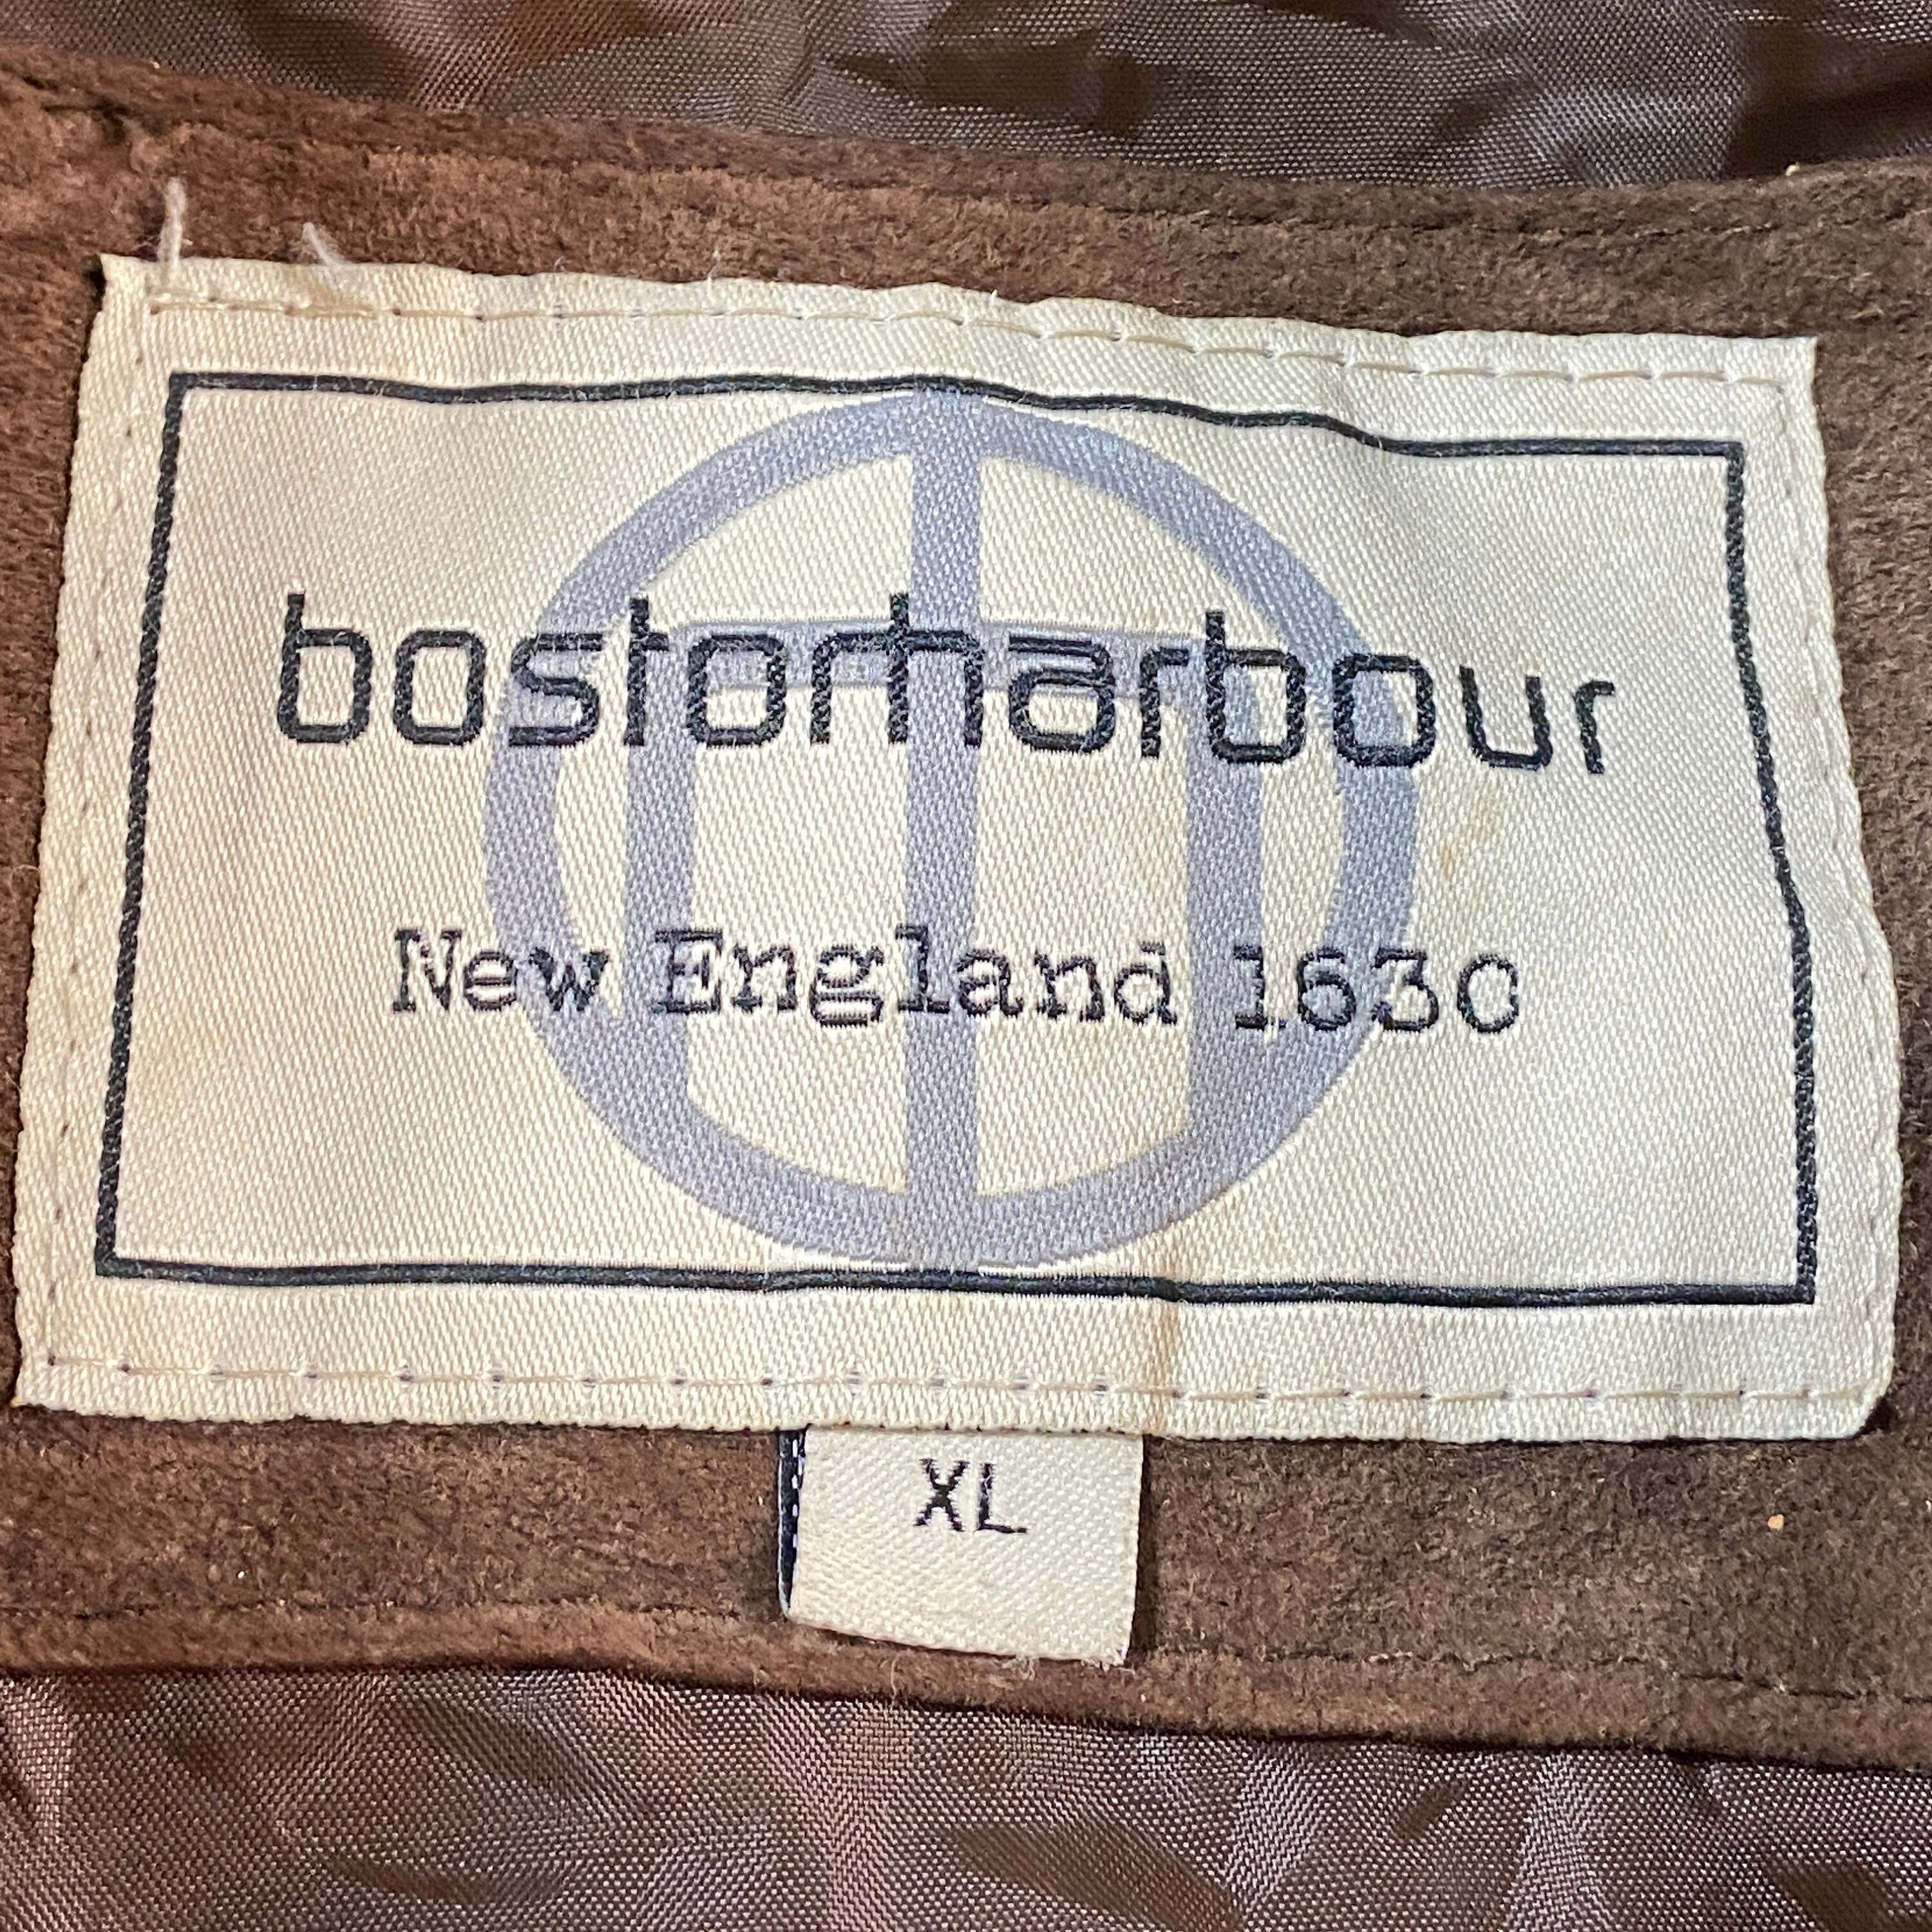 bostonharbour
New England 1630
XL